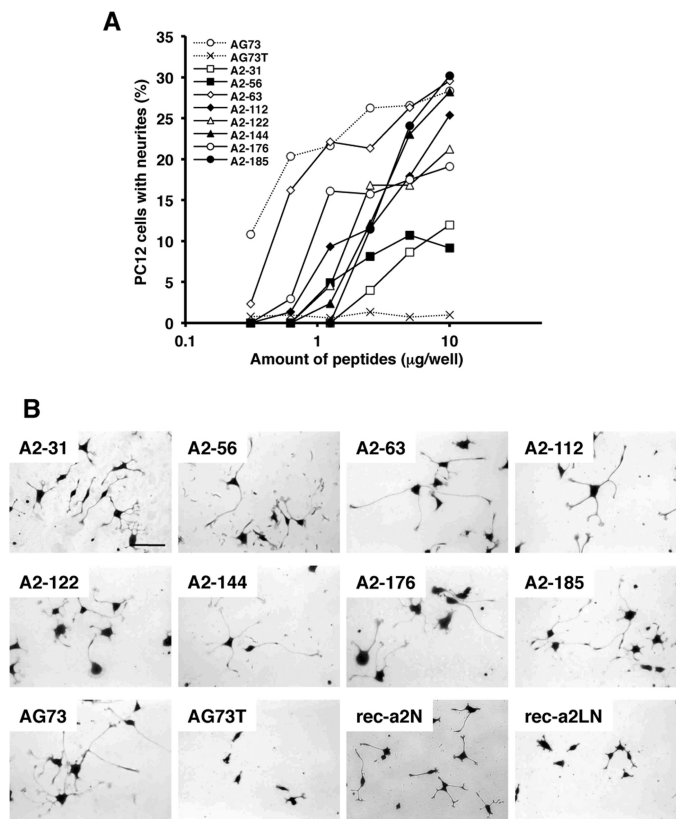 A
PC12 cells with neurites (%)
35
30
25
20
15
10
5
0
AG73
AG73T
A2-31
A2-56
A2-63
A2-112
A2-122
A2-144
A2-176
A2-185
0.1 1 10
Amount of peptides (μg/well)
B
A2-31 A2-56 A2-63 A2-112
A2-122 A2-144 A2-176 A2-185
AG73 AG73T rec-a2N rec-a2LN